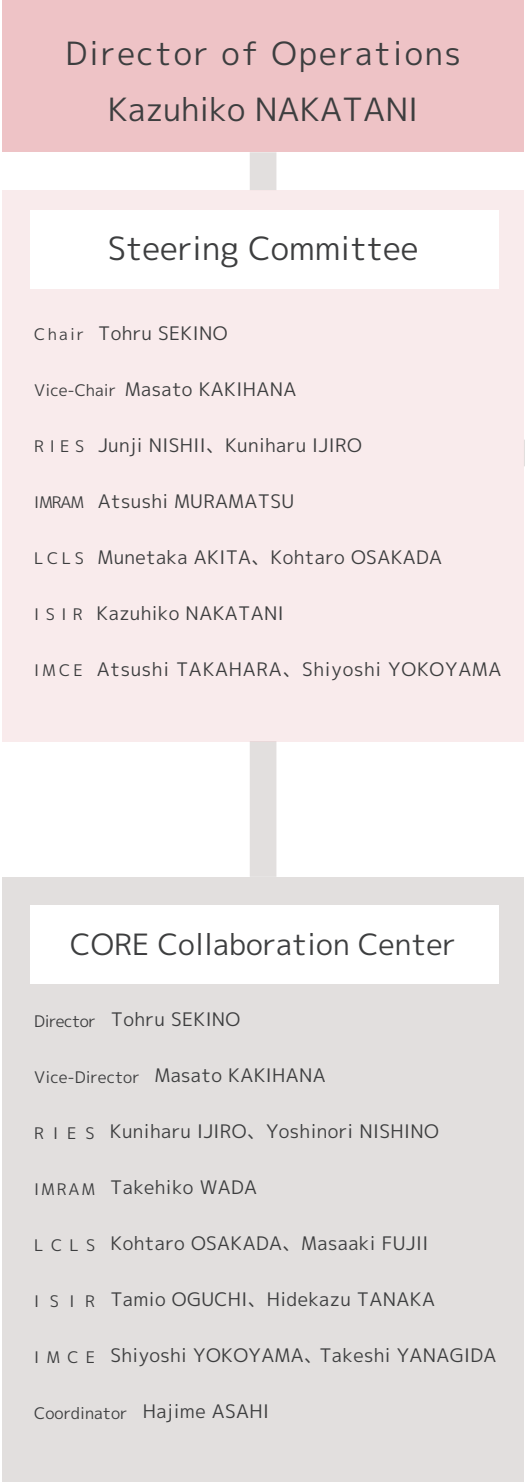 Director of Operations
Kazuhiko NAKATANI
Steering Committee
Chair Tohru SEKINO
Vice-Chair Masato KAKIHANA
RIES Junji NISHII、Kuniharu IJIRO
IMRAM Atsushi MURAMATSU
LCLS Munetaka AKITA、Kohtaro OSAKADA
ISIR Kazuhiko NAKATANI
IMCE Atsushi TAKAHARA、Shiyoshi YOKOYAMA
CORE Collaboration Center
Director Tohru SEKINO
Vice-Director Masato KAKIHANA
RIES Kuniharu IJIRO、Yoshinori NISHINO
IMRAM Takehiko WADA
LCLS Kohtaro OSAKADA、Masaaki FUJII
ISIR Tamio OGUCHI、Hidekazu TANAKA
IMCE Shiyoshi YOKOYAMA、Takeshi YANAGIDA
Coordinator Hajime ASAHI